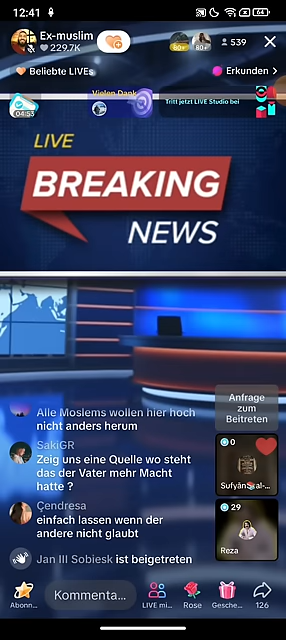 12:41
64
Ex-muslim
229.7K
80+
80+
539
Beliebte LIVEs
Erkunden >
04:53
Vielen Dank
Tritt jetzt LIVE Studio bei
LIVE
BREAKING
NEWS
Alle Moslems wollen hier hoch
nicht anders herum
SakiGR
Zeig uns eine Quelle wo steht
das der Vater mehr Macht
hatte ?
Çendresa
einfach lassen wenn der
andere nicht glaubt
Jan III Sobiesk ist beigetreten
Anfrage
zum
Beitreten
0
29
Reza
Abonn...
Kommenta...
LIVE mi...
Rose
Gesche...
126